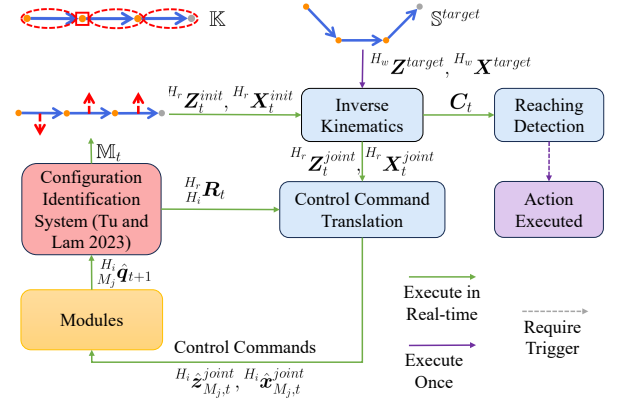 𝕂
𝕊^{target}
^{H_w}Z^{target}, ^{H_w}X^{target}
^{H_r}Z_t^{init}, ^{H_r}X_t^{init}
Inverse
Kinematics
C_t
Reaching
Detection
𝕄_t
^{H_r}Z_t^{joint}, ^{H_r}X_t^{joint}
Configuration
Identification
System (Tu and
Lam 2023)
^{H_r}_{H_i}R_t
Control Command
Translation
Action
Executed
^{H_i}_{M_j}q̂_{t+1}
Modules
Execute in
Real-time
Require
Trigger
Control Commands
Execute
Once
^{H_i}ẑ_{M_j,t}^{joint}, ^{H_i}x̂_{M_j,t}^{joint}